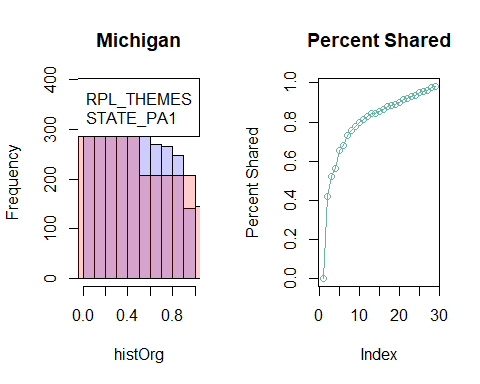 Michigan
RPL_THEMES
STATE_PA1
Frequency
0 100 200 300 400
0.0 0.4 0.8
histOrg
Percent Shared
Percent Shared
0.0 0.2 0.4 0.6 0.8 1.0
0 10 20 30
Index